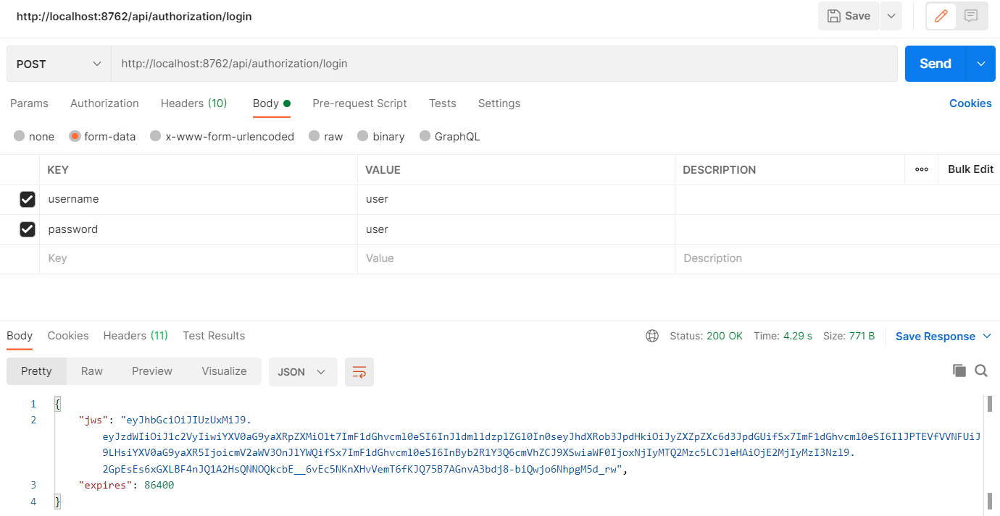 http://localhost:8762/api/authorization/login
Save
POST
http://localhost:8762/api/authorization/login
Send
Params Authorization Headers (10) Body Pre-request Script Tests Settings Cookies
none form-data x-www-form-urlencoded raw binary GraphQL
KEY VALUE DESCRIPTION ooo Bulk Edit
username user
password user
Key Value Description
Body Cookies Headers (11) Test Results Status: 200 OK Time: 4.29 s Size: 771 B Save Response
Pretty Raw Preview Visualize JSON
1 {
2 "jws": "eyJhbGciOiJIUzUxMiJ9.
eyJzdWIiOiJ1c2VyIiwiYXV0aG9yaXRpZXMiOlt7ImF1dGhvcml0eSI6InJldmlldzplZGl0In0seyJhdXRob3JpdHkiOiJyZXZpZXc6d3JpdGUifSx7ImF1dGhvcml0eSI6IlJPTEVfVVNFUiJ
9LHsiYXV0aG9yaXR5IjoicmV2aWV3OnJlYWQifSx7ImF1dGhvcml0eSI6InByb2R1Y3Q6cmVhZCJ9XSwiaWF0IjoxNjIyMTQ2Mzc5LCJleHAiOjE2MjIyMzI3Nzl9.
2GpEsEs6xGXLBF4nJQ1A2HsQNNOQkcbE__6vEc5NKnXHvVemT6fKJQ75B7AGnvA3bdj8-biQwjo6NhpgM5d_rw",
3 "expires": 86400
4 }